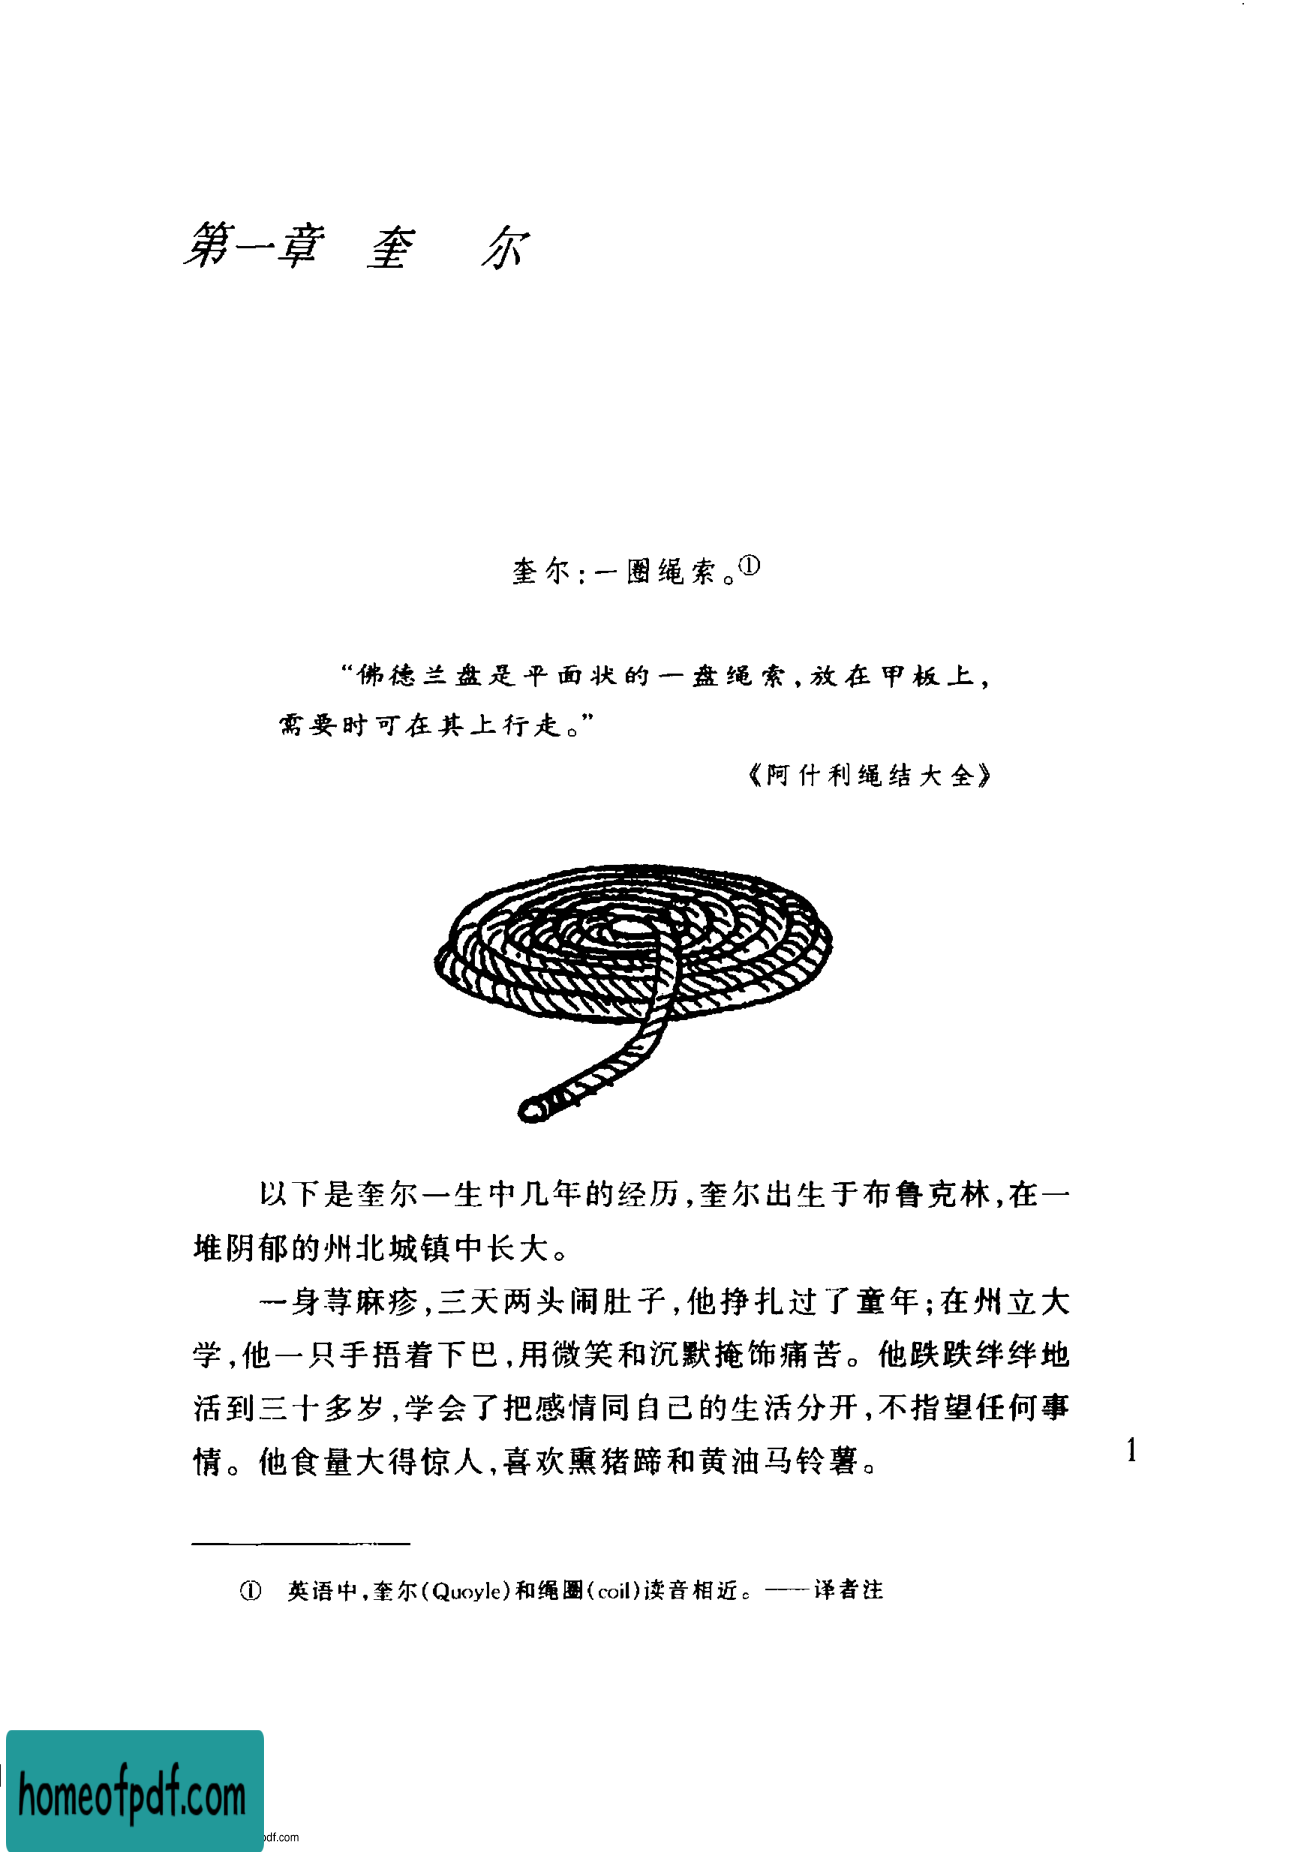 第一章 奎 尔
奎尔:一圈绳索。①
“佛德兰盘是平面状的一盘绳索,放在甲板上,
需要时可在其上行走。”
《阿什利绳结大全》
以下是奎尔一生中几年的经历,奎尔出生于布鲁克林,在一
堆阴郁的州北城镇中长大。
一身荨麻疹,三天两头闹肚子,他挣扎过了童年;在州立大
学,他一只手捂着下巴,用微笑和沉默掩饰痛苦。他跌跌绊绊地
活到三十多岁,学会了把感情同自己的生活分开,不指望任何事
情。他食量大得惊人,喜欢熏猪蹄和黄油马铃薯。
1
① 英语中,奎尔(Quoyle)和绳圈(coil)读音相近。——译者注
homeofpdf.com
pdf.com